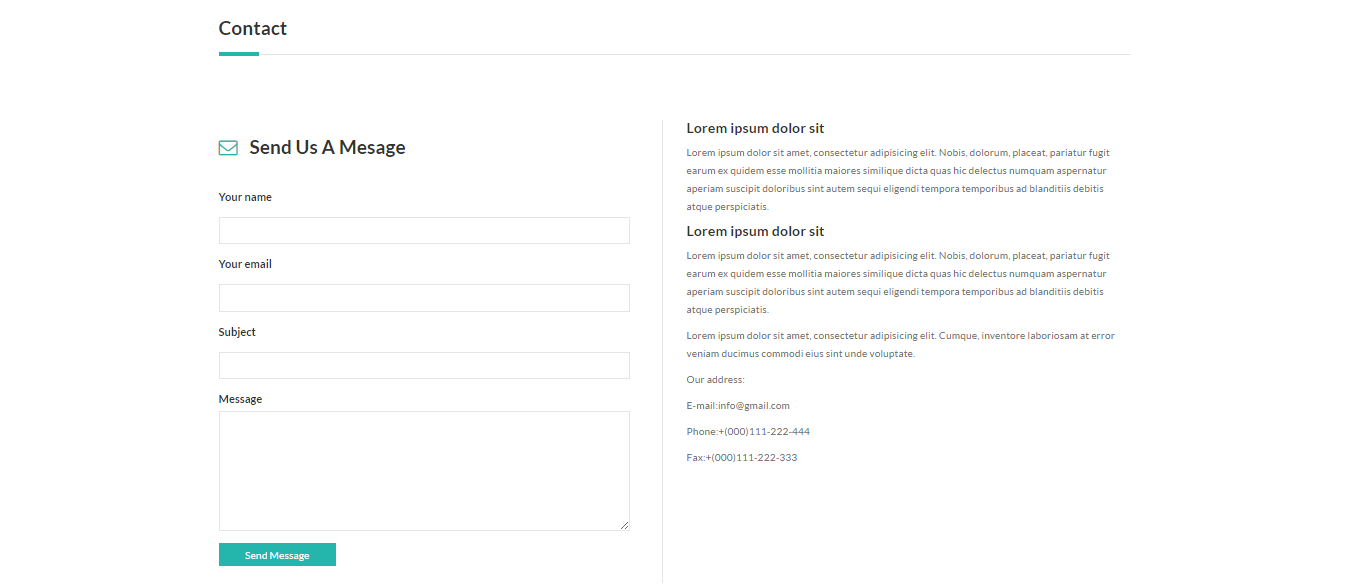 Contact
Send Us A Mesage
Your name
Your email
Subject
Message
Send Message
Lorem ipsum dolor sit
Lorem ipsum dolor sit amet, consectetur adipisicing elit. Nobis, dolorum, placeat, pariatur fugit
earum ex quidem esse mollitia maiores similique dicta quas hic delectus numquam aspernatur
aperiam suscipit doloribus sint autem sequi eligendi tempora temporibus ad blanditiis debitis
atque perspiciatis.
Lorem ipsum dolor sit
Lorem ipsum dolor sit amet, consectetur adipisicing elit. Nobis, dolorum, placeat, pariatur fugit
earum ex quidem esse mollitia maiores similique dicta quas hic delectus numquam aspernatur
aperiam suscipit doloribus sint autem sequi eligendi tempora temporibus ad blanditiis debitis
atque perspiciatis.
Lorem ipsum dolor sit amet, consectetur adipisicing elit. Cumque, inventore laboriosam at error
veniam ducimus commodi eius sint unde voluptate.
Our address:
E-mail:info@gmail.com
Phone:+(000)111-222-444
Fax:+(000)111-222-333